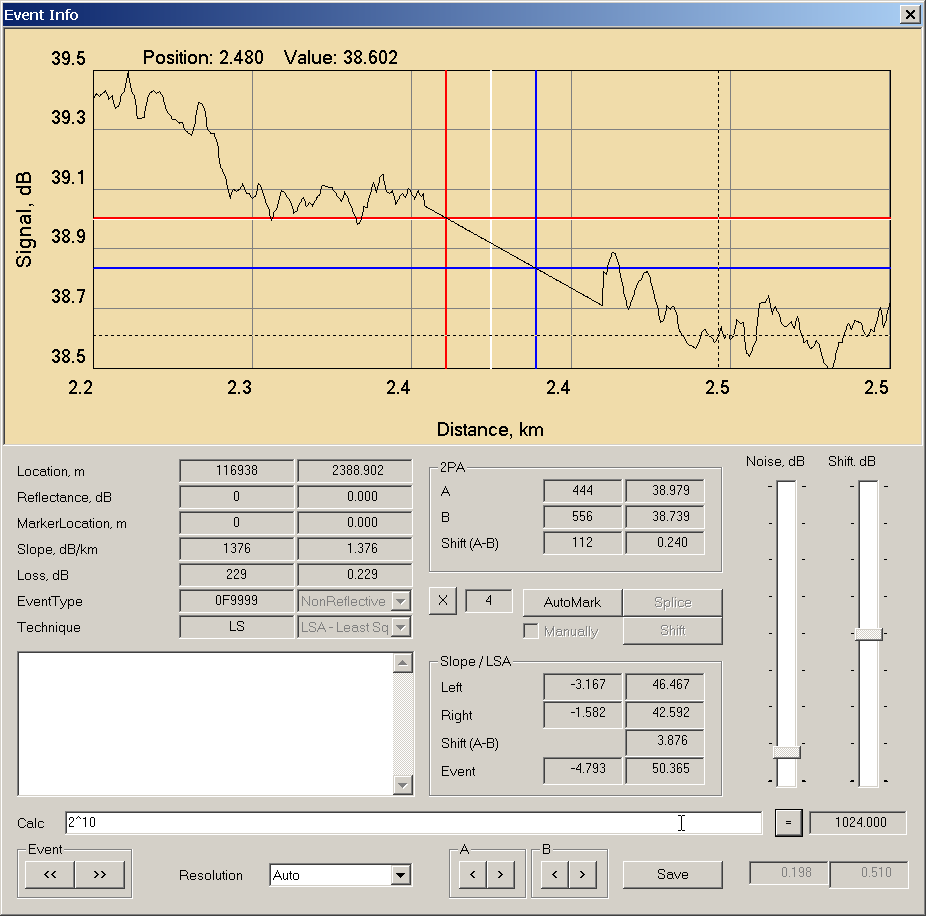 Event Info
Position: 2.480 Value: 38.602
39.5
39.3
39.1
38.9
38.7
38.5
Signal, dB
2.2 2.3 2.4 2.4 2.5 2.5
Distance, km
Location, m 116938 2388.902
Reflectance, dB 0 0.000
MarkerLocation, m 0 0.000
Slope, dB/km 1376 1.376
Loss, dB 229 0.229
EventType 0F9999 NonReflective
Technique LS LSA - Least Sq
2PA
A 444 38.979
B 556 38.739
Shift (A-B) 112 0.240
X 4 AutoMark Splice
Manually Shift
Slope / LSA
Left -3.167 46.467
Right -1.582 42.592
Shift (A-B) 3.876
Event -4.793 50.365
Noise, dB Shift. dB
Calc 2^10 = 1024.000
Event
<< >>
Resolution Auto
A
< >
B
< >
Save 0.198 0.510